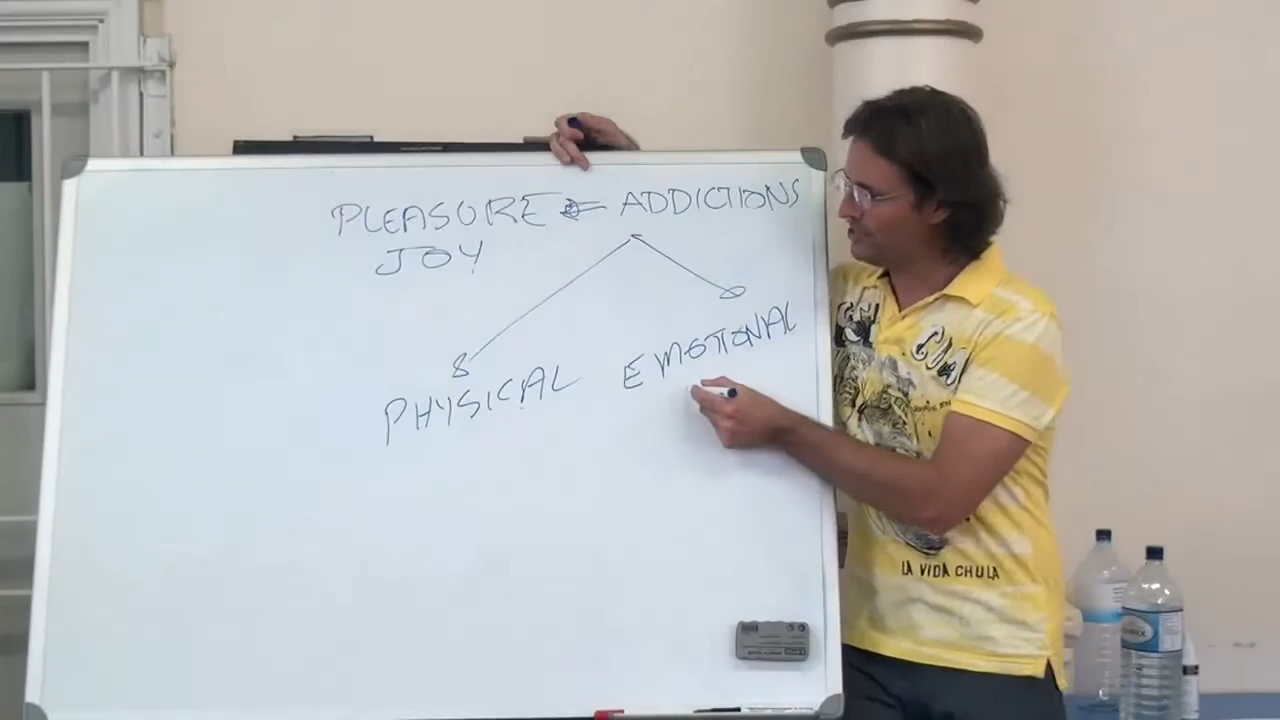 PLEASURE ⇐ ADDICTIONS
JOY
PHYSICAL EMOTIONAL
LA VIDA CHULA